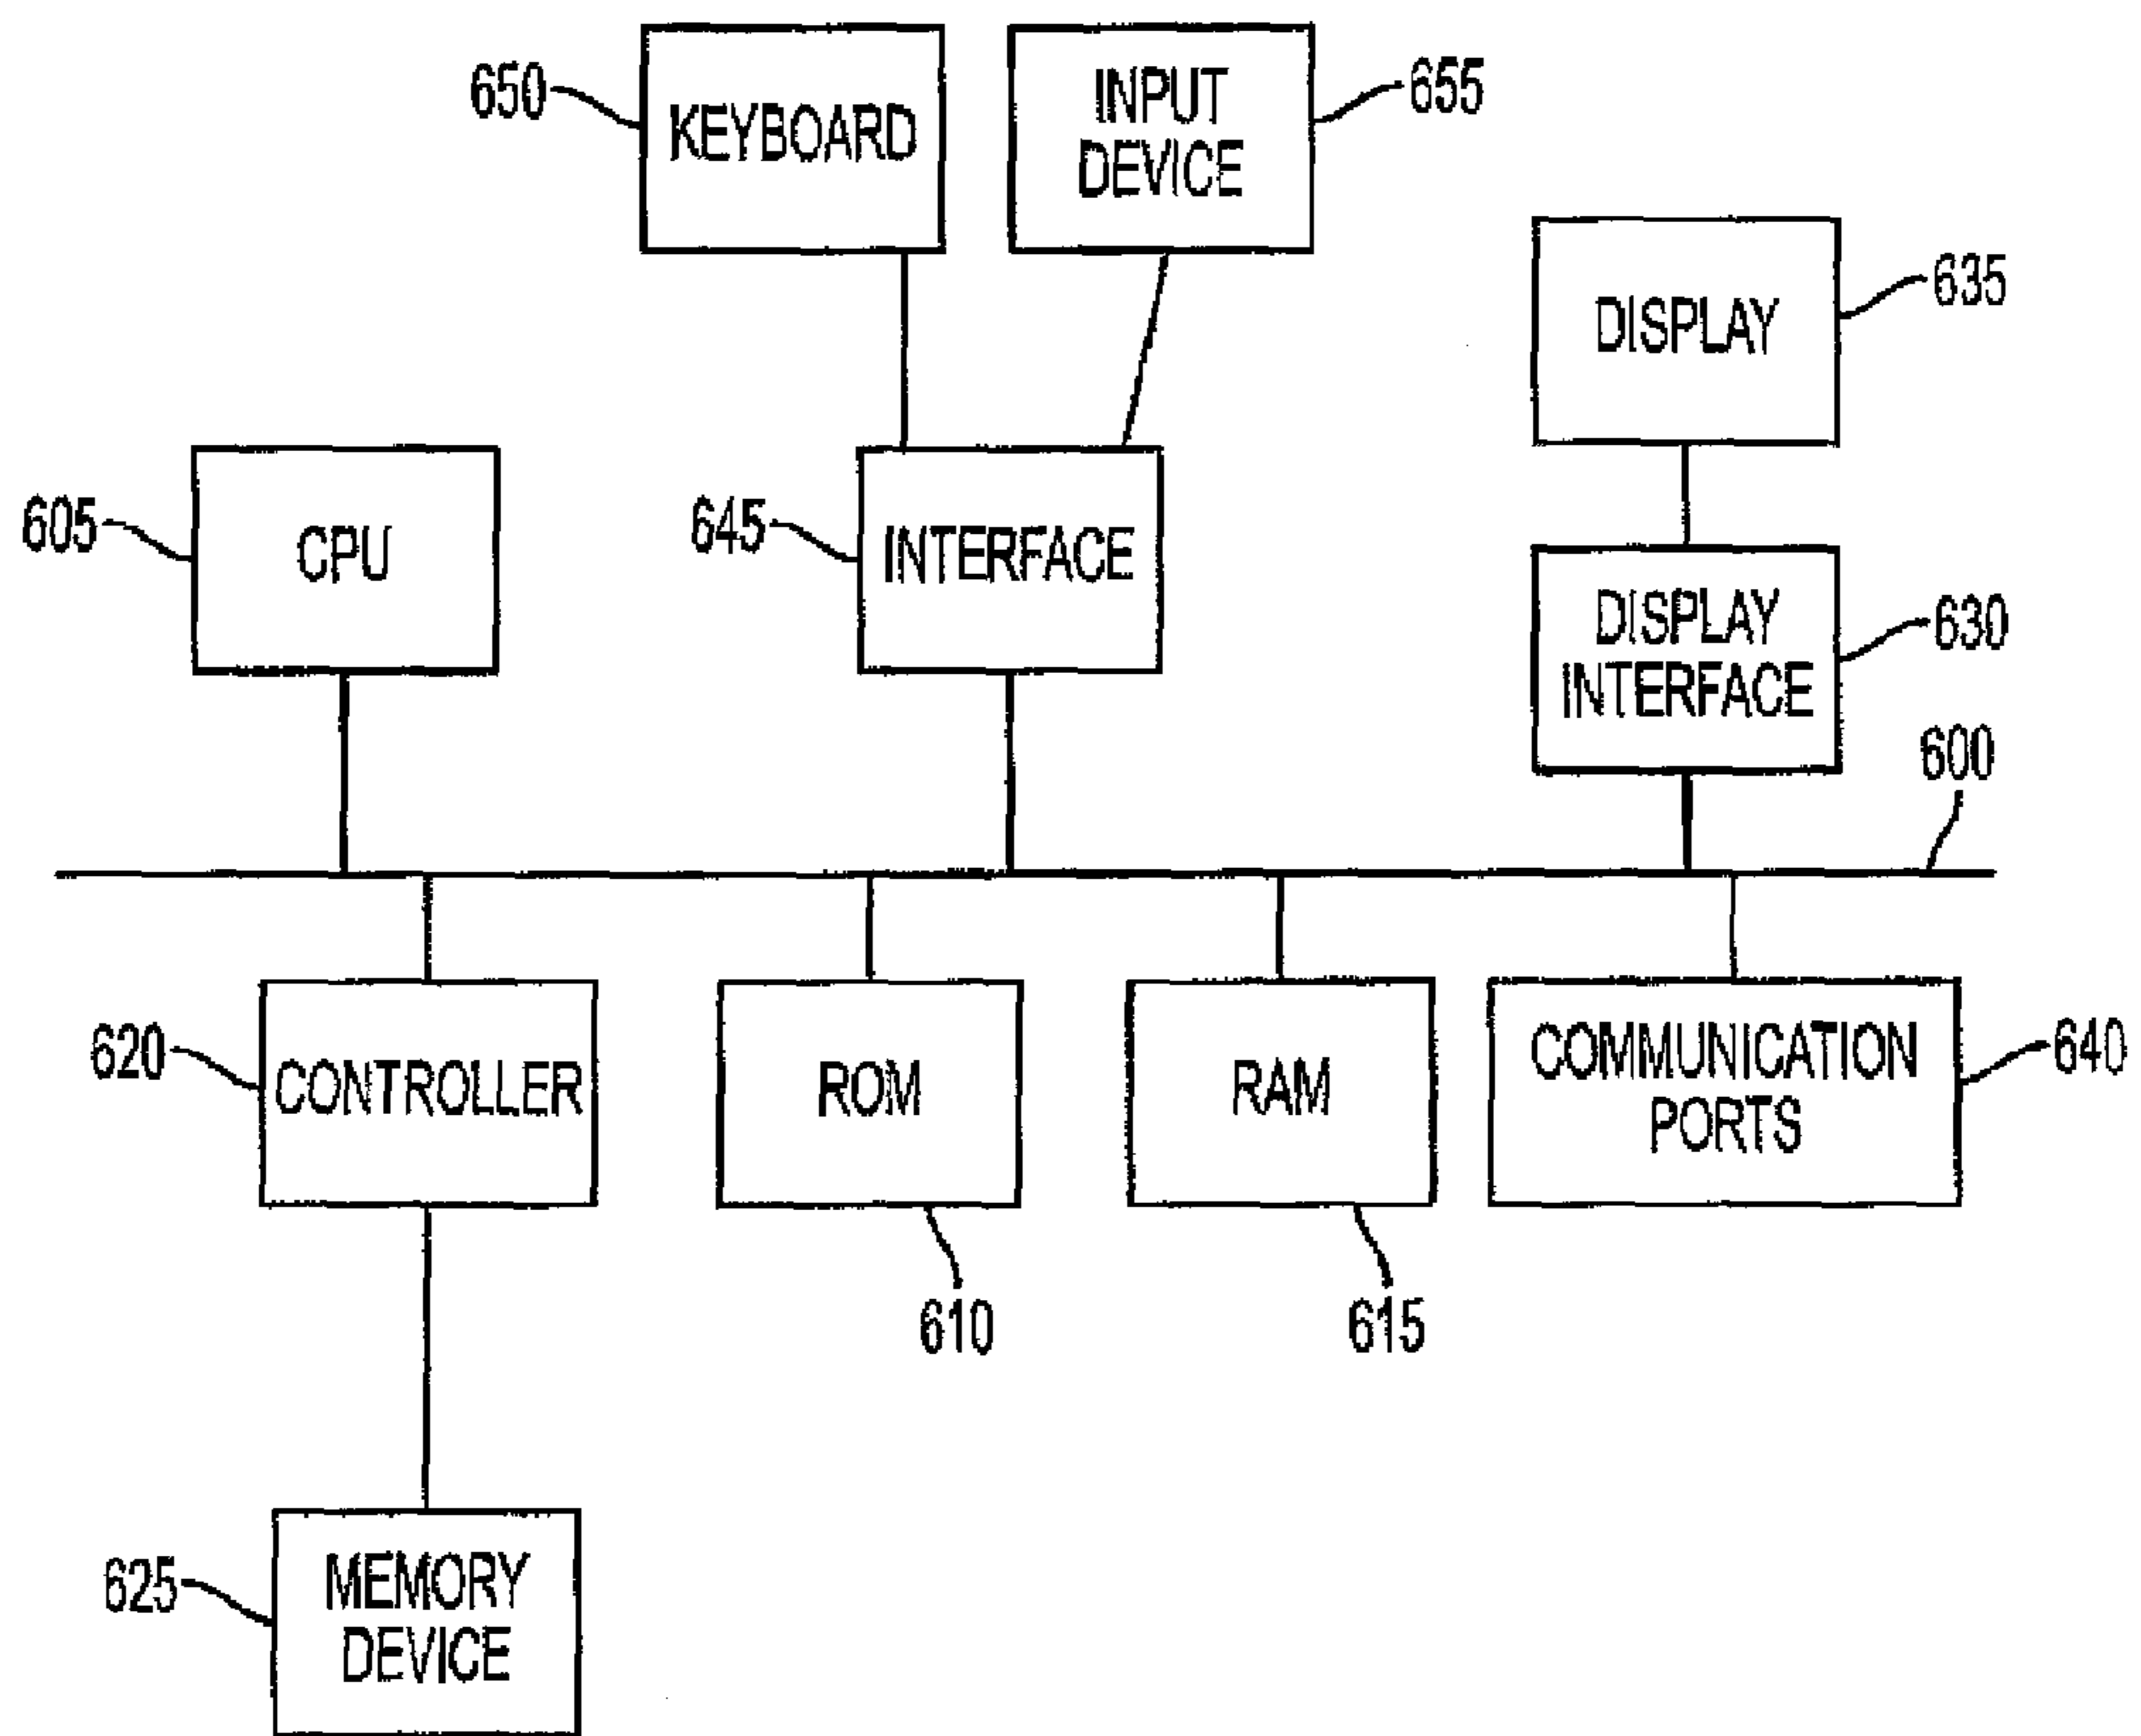 650
KEYBOARD
INPUT
DEVICE
655
DISPLAY
635
605
CPU
645
INTERFACE
DISPLAY
INTERFACE
630
600
620
CONTROLLER
ROM
RAM
COMMUNICATION
PORTS
640
610
615
625
MEMORY
DEVICE